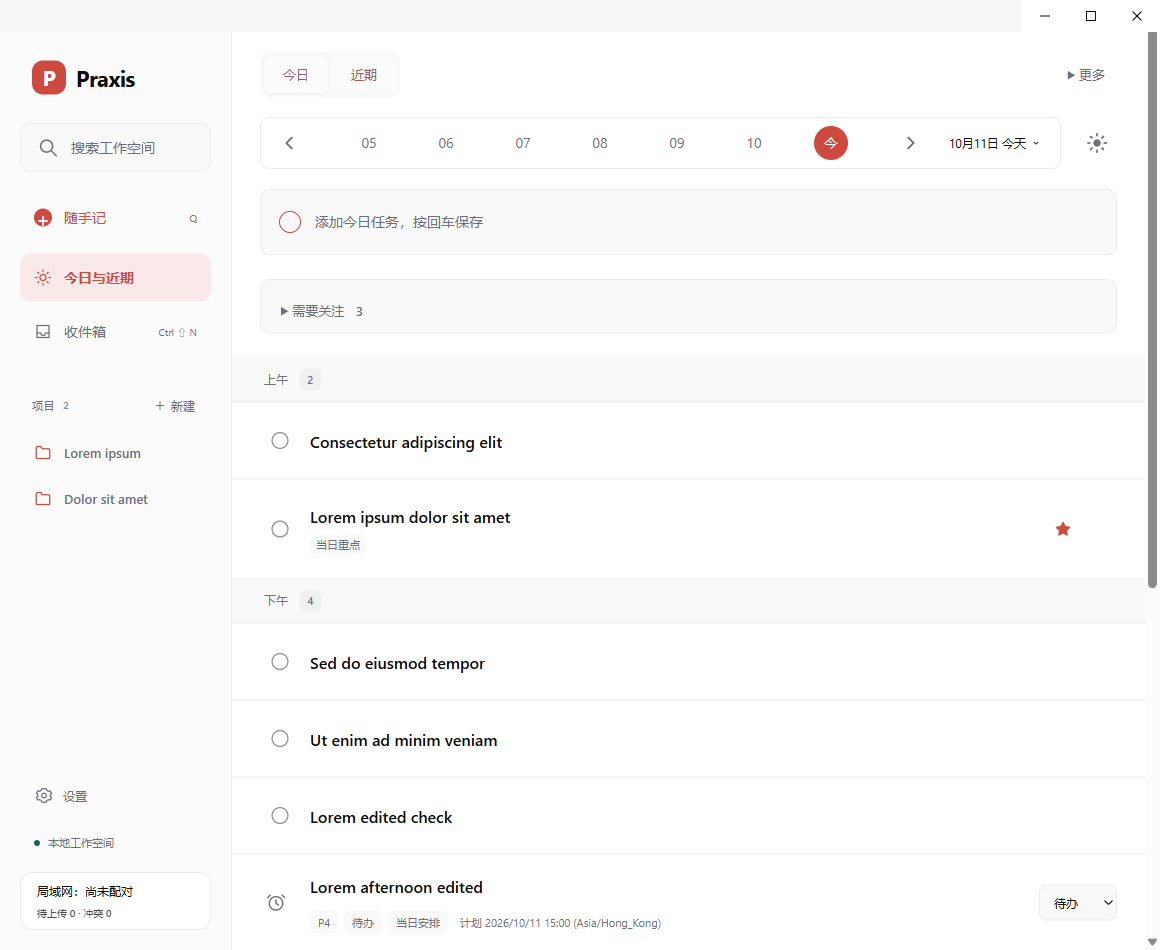 P Praxis
搜索工作空间
随手记 Q
今日与近期
收件箱 Ctrl ⇧ N
项目 2 + 新建
Lorem ipsum
Dolor sit amet
设置
本地工作空间
局域网：尚未配对
待上传 0 · 冲突 0
今日 近期 更多
05 06 07 08 09 10 今 10月11日 今天
添加今日任务，按回车保存
需要关注 3
上午 2
Consectetur adipiscing elit
Lorem ipsum dolor sit amet
当日重点
下午 4
Sed do eiusmod tempor
Ut enim ad minim veniam
Lorem edited check
Lorem afternoon edited
P4 待办 当日安排 计划 2026/10/11 15:00 (Asia/Hong_Kong)
待办